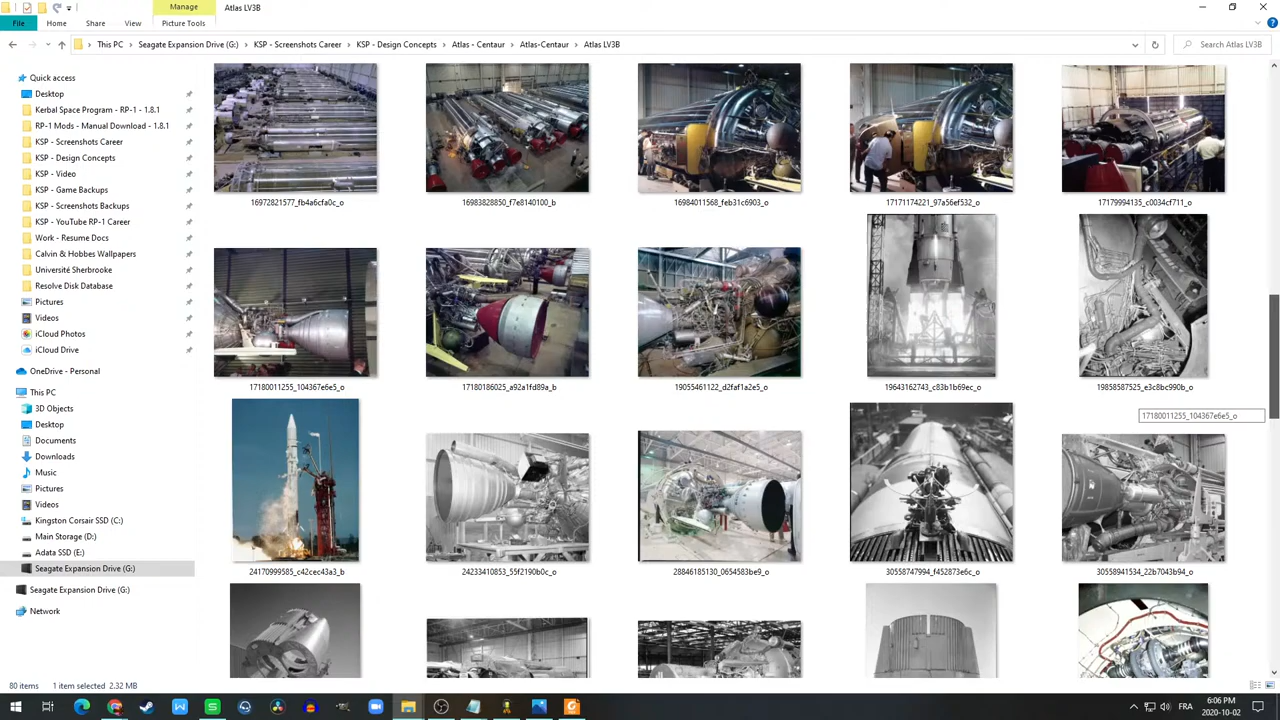 Manage
Atlas LV3B
File
Home
Share
View
Picture Tools
This PC
Seagate Expansion Drive (G:)
KSP - Screenshots Career
KSP - Design Concepts
Atlas - Centaur
Atlas-Centaur
Atlas LV3B
Search Atlas LV3B
Quick access
Desktop
Kerbal Space Program - RP-1 - 1.8.1
RP-1 Mods - Manual Download - 1.8.1
KSP - Screenshots Career
KSP - Design Concepts
KSP - Video
KSP - Game Backups
KSP - Screenshots Backups
KSP - YouTube RP-1 Career
Work - Resume Docs
Calvin & Hobbes Wallpapers
Université Sherbrooke
Resolve Disk Database
Pictures
Videos
iCloud Photos
iCloud Drive
OneDrive - Personal
This PC
3D Objects
Desktop
Documents
Downloads
Music
Pictures
Videos
Kingston Corsair SSD (C:)
Main Storage (D:)
Adata SSD (E:)
Seagate Expansion Drive (G:)
Seagate Expansion Drive (G:)
Network
16972821577_fb4a6cfa0c_o
16983828850_f7e8140100_b
16984011568_feb31c6903_o
17171174221_97a56ef532_o
17179994135_c0034cf711_o
17180011255_104367e6e5_o
17180186025_a92a1fd89a_b
19055461122_d2faf1a2e5_o
19643162743_c83b1b69ec_o
19858587525_e3c8bc990b_o
17180011255_104367e6e5_o
24170999585_c42cec43a3_b
24233410853_55f2190b0c_o
28846185130_0654583be9_o
30558747994_f452873e6c_o
30558941534_22b7043b94_o
80 items
1 item selected
2.32 MB
FRA
6:06 PM
2020-10-02